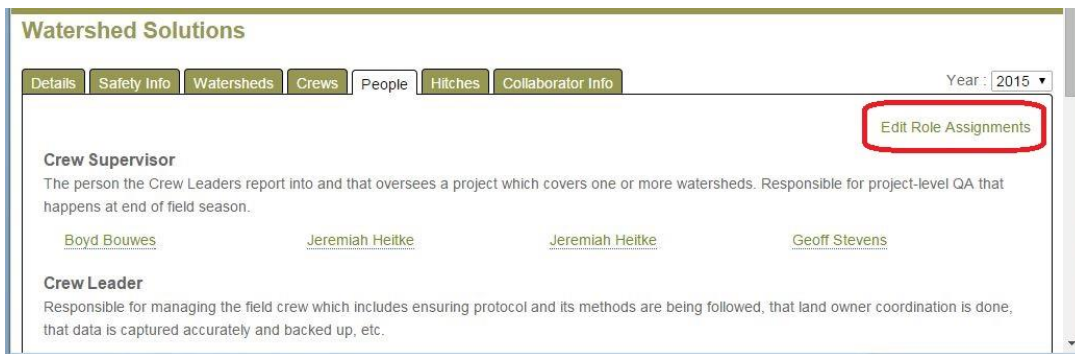 Watershed Solutions
Details Safety Info Watersheds Crews People Hitches Collaborator Info Year : 2015
Edit Role Assignments
Crew Supervisor
The person the Crew Leaders report into and that oversees a project which covers one or more watersheds. Responsible for project-level QA that
happens at end of field season.
Boyd Bouwes Jeremiah Heitke Jeremiah Heitke Geoff Stevens
Crew Leader
Responsible for managing the field crew which includes ensuring protocol and its methods are being followed, that land owner coordination is done,
that data is captured accurately and backed up, etc.